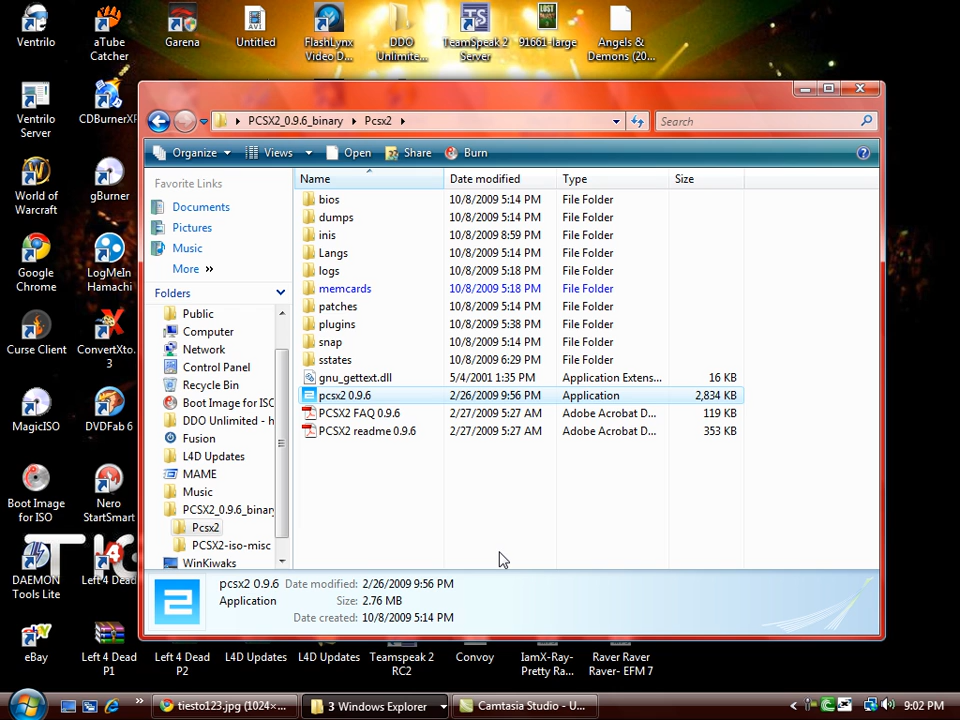 Ventrilo
aTube Catcher
Garena
Untitled
FlashLynx Video D...
DDO Unlimite...
TeamSpeak 2 Server
91661-large
Angels & Demons (20...
Ventrilo Server
CDBurnerXP
World of Warcraft
gBurner
Google Chrome
LogMeIn Hamachi
Curse Client
ConvertXto... 3
MagicISO
DVDFab 6
Boot Image for ISO
Nero StartSmart
DAEMON Tools Lite
Left 4 Dead
eBay
Left 4 Dead P1
Left 4 Dead P2
L4D Updates
L4D Updates
Teamspeak 2 RC2
Convoy
IamX-Ray- Pretty Ra...
Raver Raver Raver- EFM 7
PCSX2_0.9.6_binary
Pcsx2
Search
Organize
Views
Open
Share
Burn
Favorite Links
Documents
Pictures
Music
More »
Folders
Public
Computer
Network
Control Panel
Recycle Bin
Boot Image for ISO
DDO Unlimited - h
Fusion
L4D Updates
MAME
Music
PCSX2_0.9.6_binary
Pcsx2
PCSX2-iso-misc
WinKiwaks
Name Date modified Type Size
bios 10/8/2009 5:14 PM File Folder
dumps 10/8/2009 5:14 PM File Folder
inis 10/8/2009 8:59 PM File Folder
Langs 10/8/2009 5:14 PM File Folder
logs 10/8/2009 5:18 PM File Folder
memcards 10/8/2009 5:18 PM File Folder
patches 10/8/2009 5:14 PM File Folder
plugins 10/8/2009 5:38 PM File Folder
snap 10/8/2009 5:14 PM File Folder
sstates 10/8/2009 6:29 PM File Folder
gnu_gettext.dll 5/4/2001 1:35 PM Application Extens... 16 KB
pcsx2 0.9.6 2/26/2009 9:56 PM Application 2,834 KB
PCSX2 FAQ 0.9.6 2/27/2009 5:27 AM Adobe Acrobat D... 119 KB
PCSX2 readme 0.9.6 2/27/2009 5:27 AM Adobe Acrobat D... 353 KB
pcsx2 0.9.6 Date modified: 2/26/2009 9:56 PM
Application Size: 2.76 MB
Date created: 10/8/2009 5:14 PM
tiesto123.jpg (1024×...
3 Windows Explorer
Camtasia Studio - U...
9:02 PM